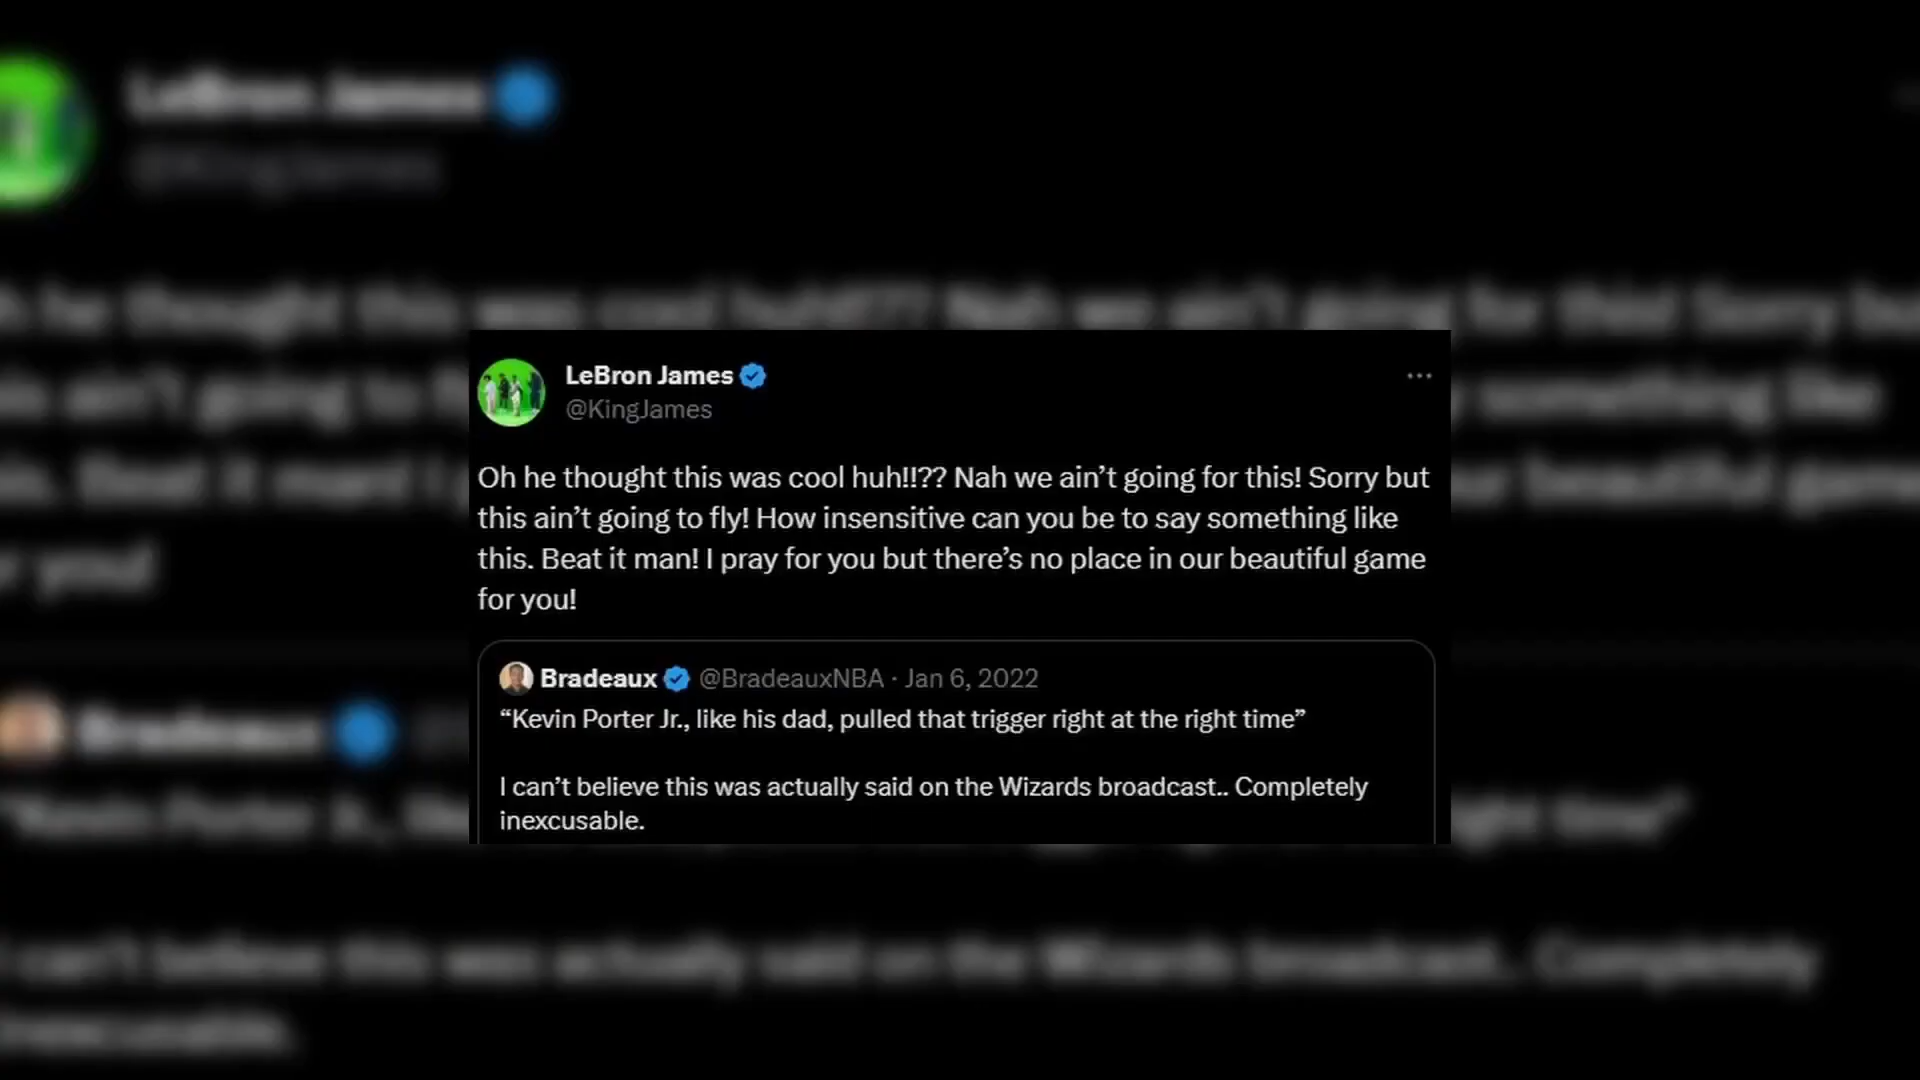 LeBron James
@KingJames
Oh he thought this was cool huh!!?? Nah we ain’t going for this! Sorry but
this ain’t going to fly! How insensitive can you be to say something like
this. Beat it man! I pray for you but there’s no place in our beautiful game
for you!
Bradeaux @BradeauxNBA · Jan 6, 2022
“Kevin Porter Jr., like his dad, pulled that trigger right at the right time”
I can’t believe this was actually said on the Wizards broadcast.. Completely
inexcusable.